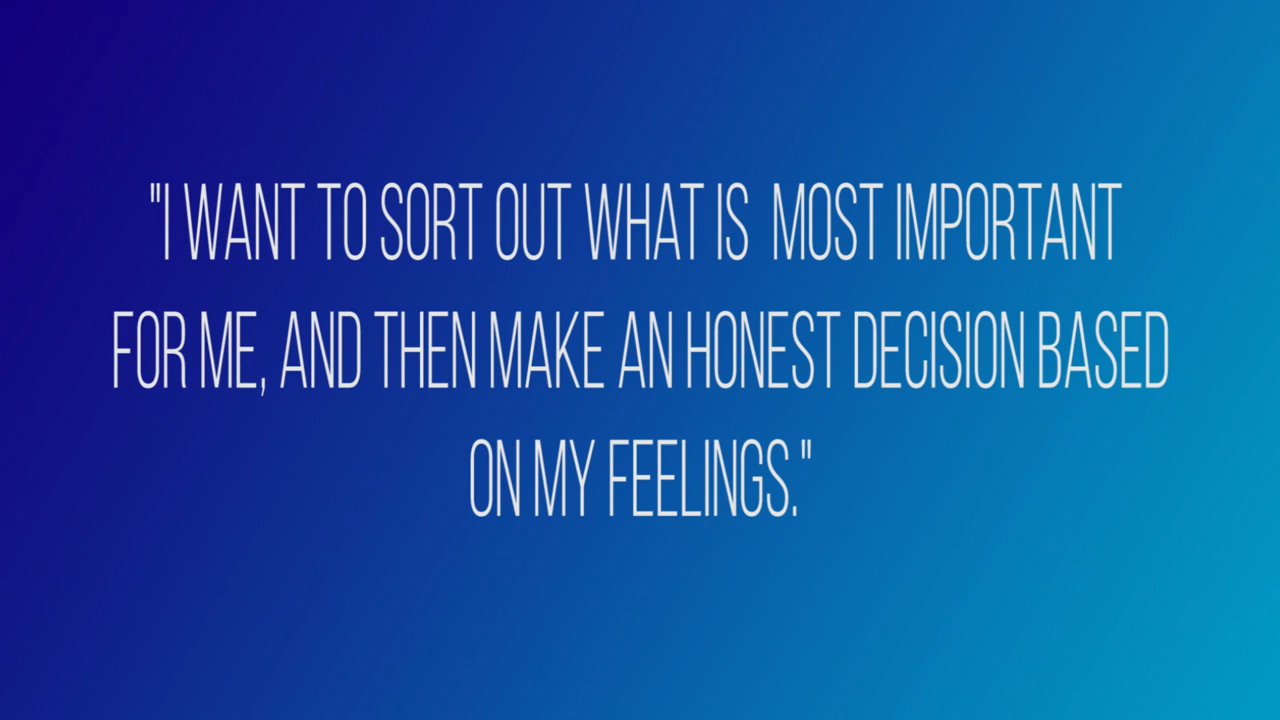 "I WANT TO SORT OUT WHAT IS  MOST IMPORTANT
FOR ME, AND THEN MAKE AN HONEST DECISION BASED
ON MY FEELINGS."